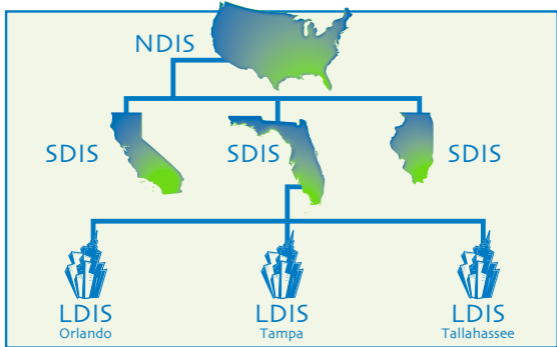 NDIS
SDIS
SDIS
SDIS
LDIS
Orlando
LDIS
Tampa
LDIS
Tallahassee